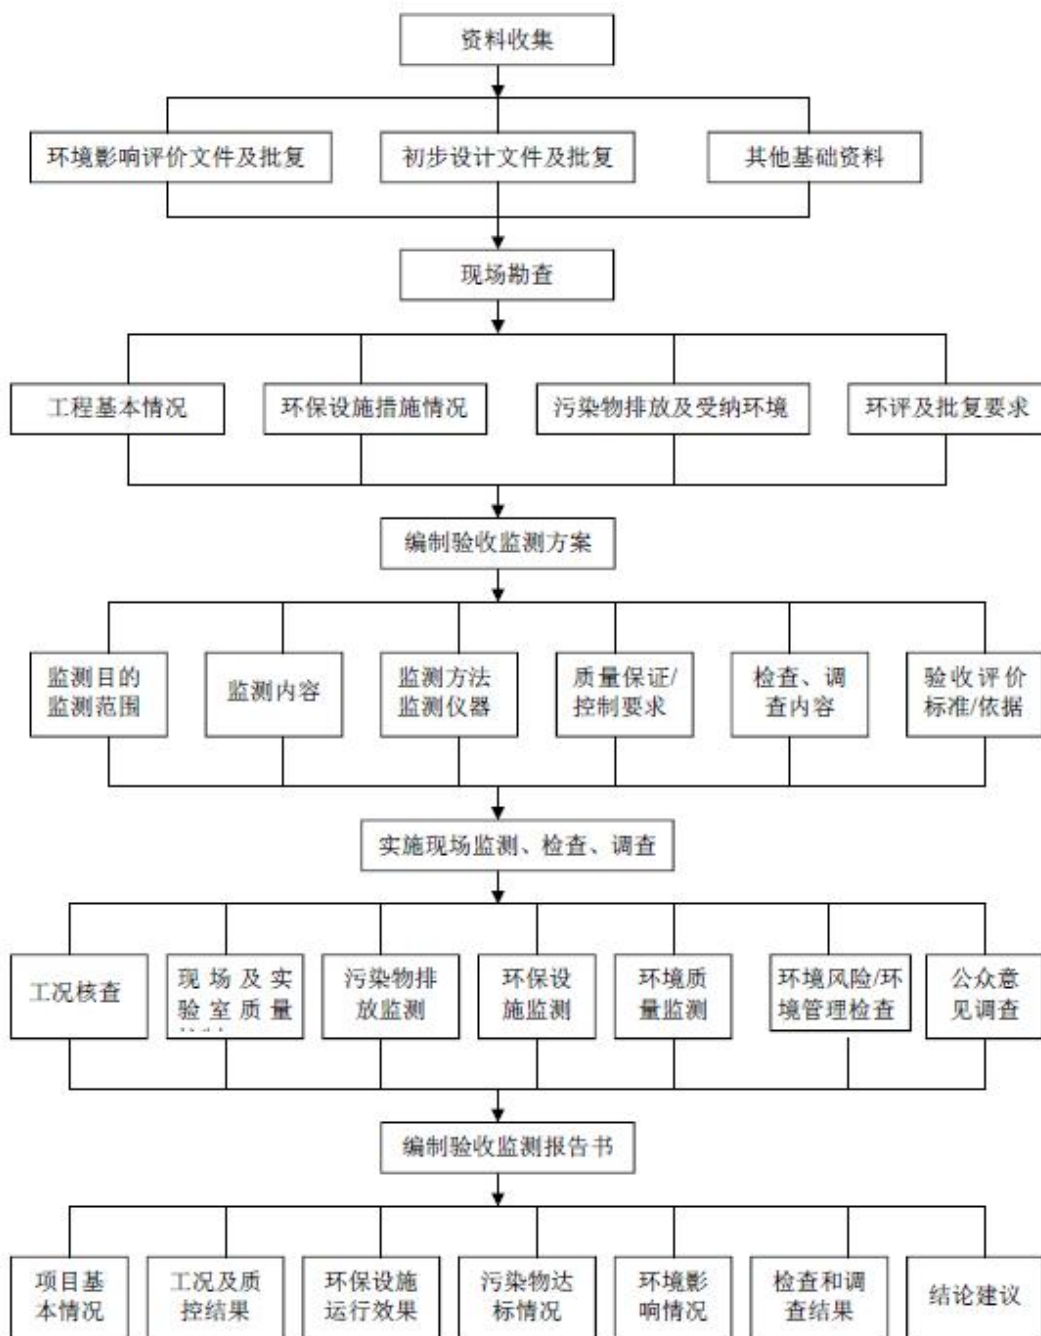 资料收集
环境影响评价文件及批复
初步设计文件及批复
其他基础资料
现场勘查
工程基本情况
环保设施措施情况
污染物排放及受纳环境
环评及批复要求
编制验收监测方案
监测目的
监测范围
监测内容
监测方法
监测仪器
质量保证/
控制要求
检查、调
查内容
验收评价
标准/依据
实施现场监测、检查、调查
工况核查
现场及实
验室质量
污染物排
放监测
环保设
施监测
环境质
量监测
环境风险/环
境管理检查
公众意
见调查
编制验收监测报告书
项目基
本情况
工况及质
控结果
环保设施
运行效果
污染物达
标情况
环境影
响情况
检查和调
查结果
结论建议